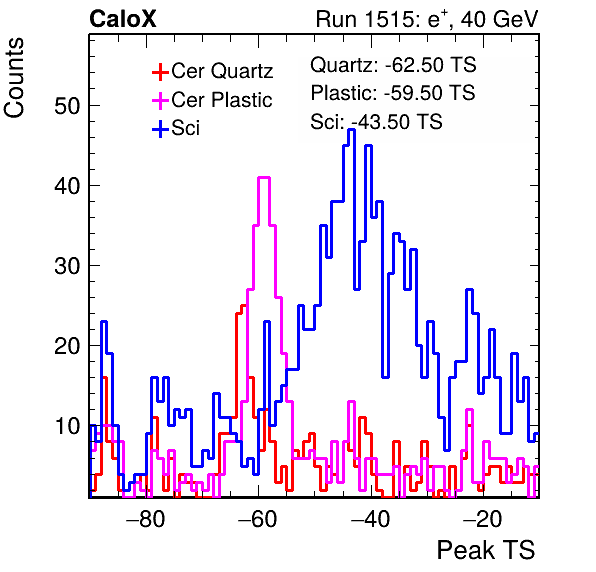 CaloX
Run 1515: e+, 40 GeV
Counts
Cer Quartz
Cer Plastic
Sci
Quartz: -62.50 TS
Plastic: -59.50 TS
Sci: -43.50 TS
50
40
30
20
10
−80
−60
−40
−20
Peak TS